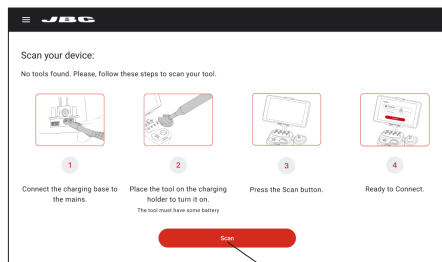 JBC
Scan your device:
No tools found. Please, follow these steps to scan your tool.
1
2
3
4
Connect the charging base to
the mains.
Place the tool on the charging
holder to turn it on.
The tool must have some battery
Press the Scan button.
Ready to Connect.
Scan